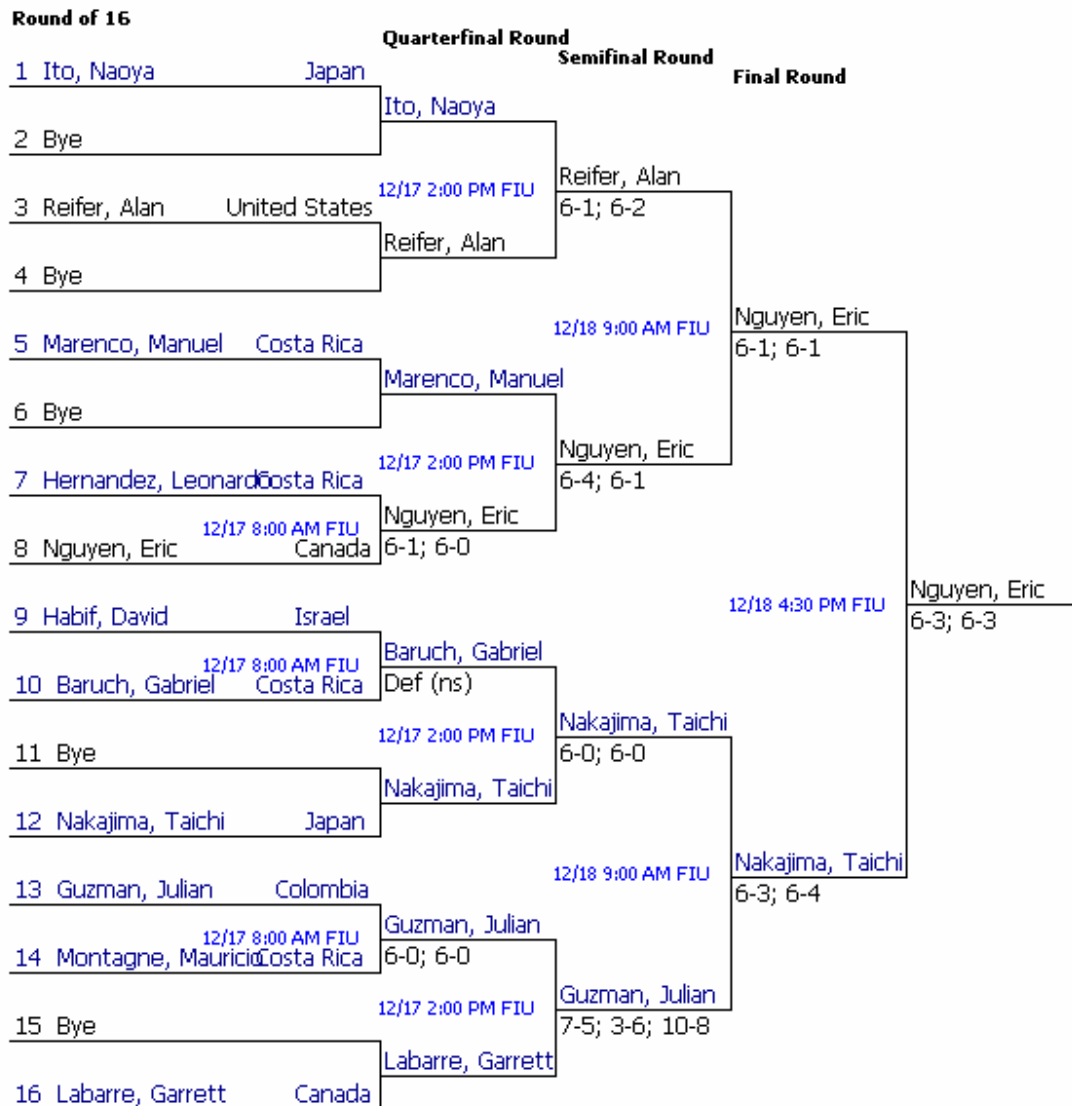 Round of 16
Quarterfinal Round
Semifinal Round
Final Round
1 Ito, Naoya Japan
Ito, Naoya
2 Bye
12/17 2:00 PM FIU
Reifer, Alan
6-1; 6-2
3 Reifer, Alan United States
Reifer, Alan
4 Bye
12/18 9:00 AM FIU
Nguyen, Eric
6-1; 6-1
5 Marenco, Manuel Costa Rica
Marenco, Manuel
6 Bye
12/17 2:00 PM FIU
Nguyen, Eric
6-4; 6-1
7 Hernandez, Leonardo Costa Rica
12/17 8:00 AM FIU
Nguyen, Eric
6-1; 6-0
8 Nguyen, Eric Canada
12/18 4:30 PM FIU
Nguyen, Eric
6-3; 6-3
9 Habif, David Israel
12/17 8:00 AM FIU
Baruch, Gabriel
Def (ns)
10 Baruch, Gabriel Costa Rica
12/17 2:00 PM FIU
Nakajima, Taichi
6-0; 6-0
11 Bye
Nakajima, Taichi
12 Nakajima, Taichi Japan
12/18 9:00 AM FIU
Nakajima, Taichi
6-3; 6-4
13 Guzman, Julian Colombia
12/17 8:00 AM FIU
Guzman, Julian
6-0; 6-0
14 Montagne, Mauricio Costa Rica
12/17 2:00 PM FIU
Guzman, Julian
7-5; 3-6; 10-8
15 Bye
Labarre, Garrett
16 Labarre, Garrett Canada